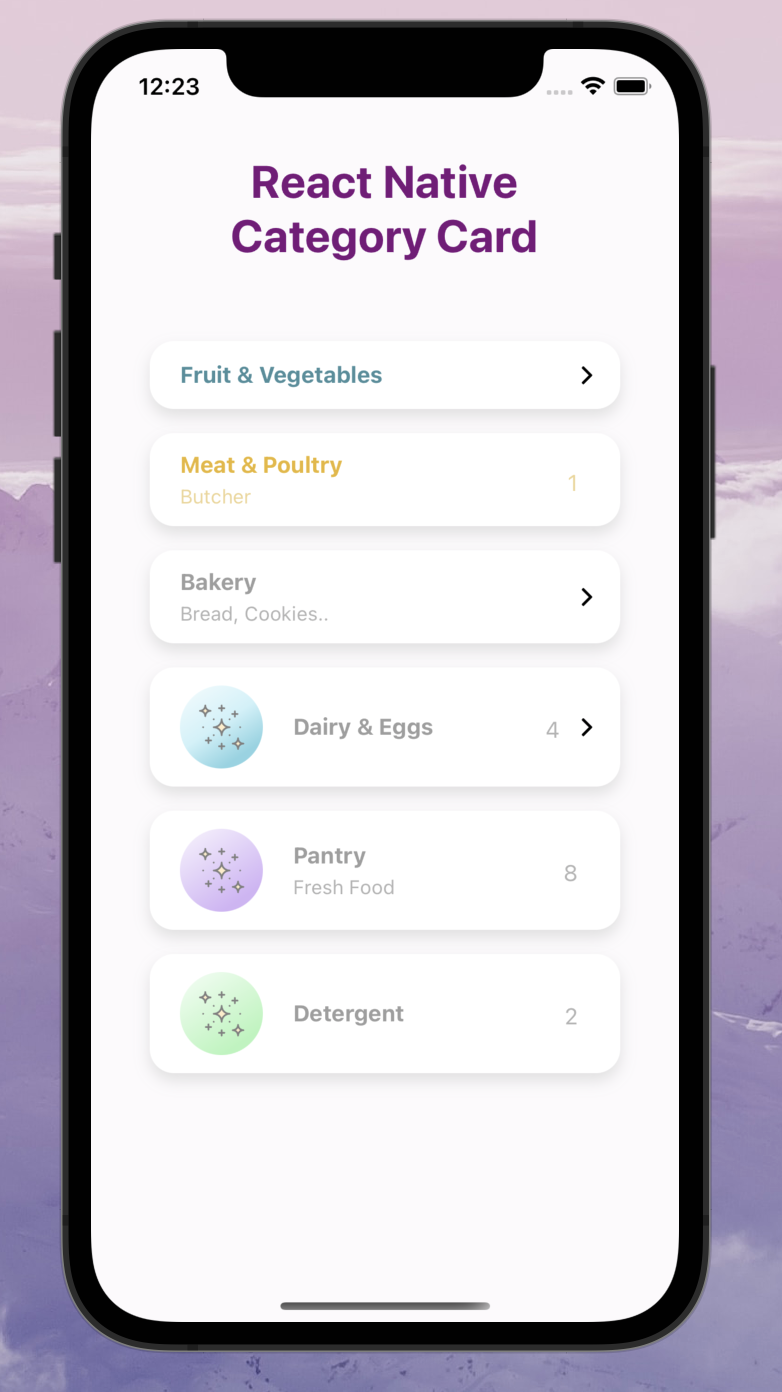 12:23
React Native
Category Card
Fruit & Vegetables
Meat & Poultry
Butcher
1
Bakery
Bread, Cookies..
Dairy & Eggs
4
Pantry
Fresh Food
8
Detergent
2